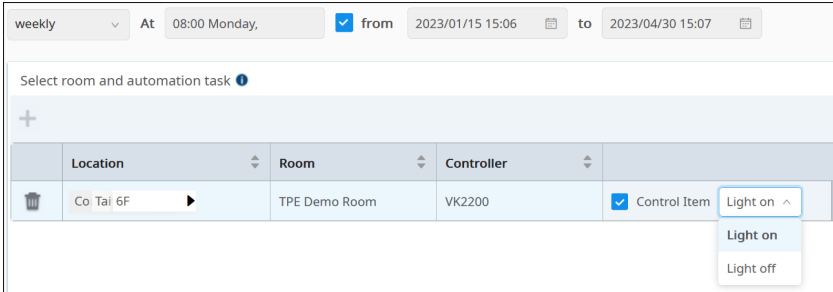 weekly At 08:00 Monday, from 2023/01/15 15:06 to 2023/04/30 15:07
Select room and automation task
Location Room Controller
Co Tai 6F TPE Demo Room VK2200 Control Item Light on
Light on
Light off